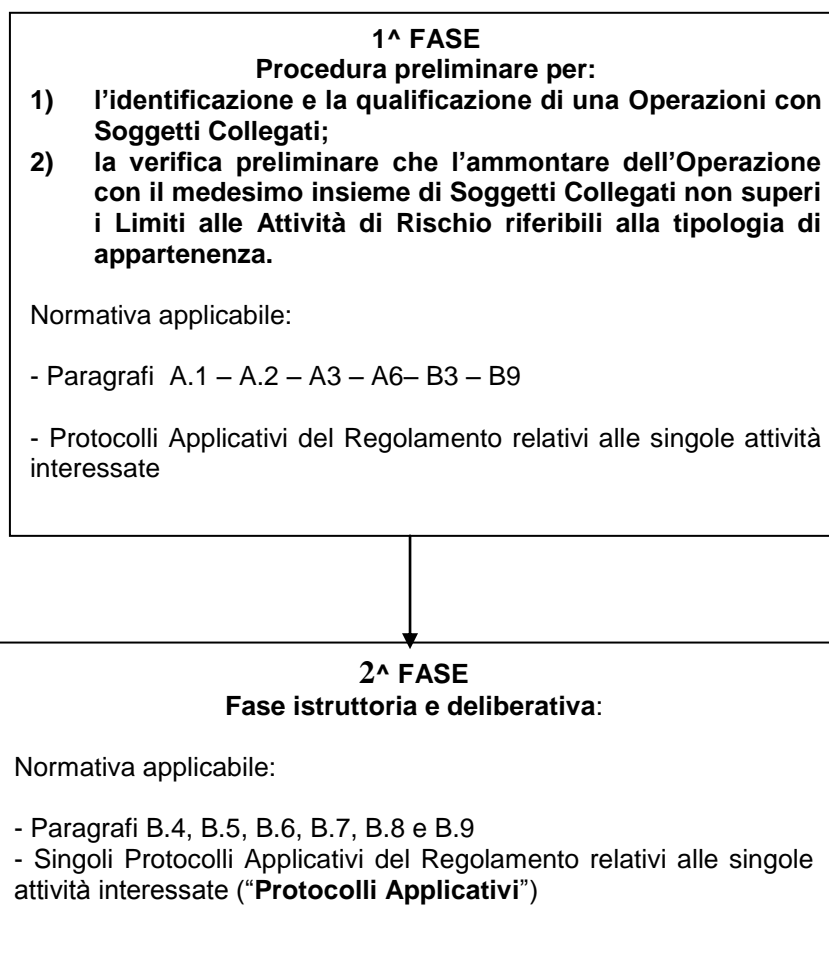 1^ FASE
Procedura preliminare per:
1) l’identificazione e la qualificazione di una Operazioni con
Soggetti Collegati;
2) la verifica preliminare che l’ammontare dell’Operazione
con il medesimo insieme di Soggetti Collegati non superi
i Limiti alle Attività di Rischio riferibili alla tipologia di
appartenenza.
Normativa applicabile:
- Paragrafi A.1 – A.2 – A3 – A6– B3 – B9
- Protocolli Applicativi del Regolamento relativi alle singole attività
interessate
2^ FASE
Fase istruttoria e deliberativa:
Normativa applicabile:
- Paragrafi B.4, B.5, B.6, B.7, B.8 e B.9
- Singoli Protocolli Applicativi del Regolamento relativi alle singole
attività interessate (“Protocolli Applicativi”)